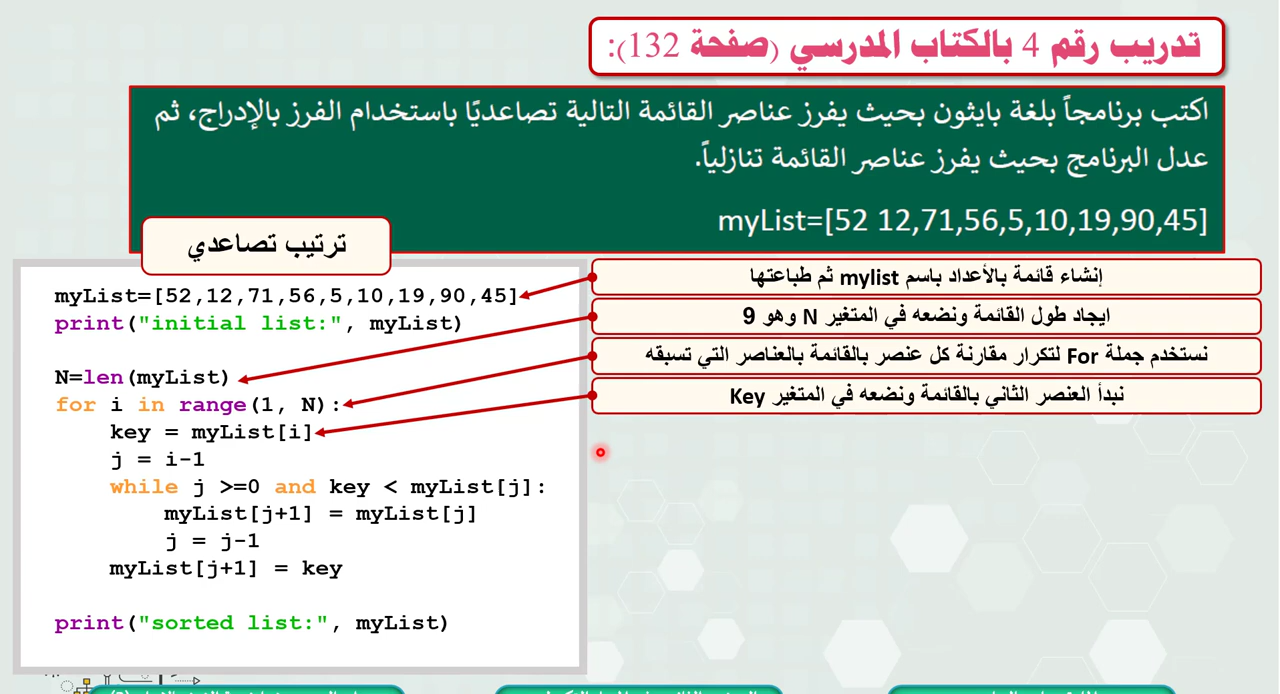 تدريب رقم 4 بالكتاب المدرسي (صفحة 132):
اكتب برنامجاً بلغة بايثون بحيث يفرز عناصر القائمة التالية تصاعديًا باستخدام الفرز بالإدراج، ثم
عدل البرنامج بحيث يفرز عناصر القائمة تنازلياً.
myList=[52 12,71,56,5,10,19,90,45]
ترتيب تصاعدي
إنشاء قائمة بالأعداد باسم mylist ثم طباعتها
ايجاد طول القائمة ونضعه في المتغير N وهو 9
نستخدم جملة For لتكرار مقارنة كل عنصر بالقائمة بالعناصر التي تسبقه
نبدأ العنصر الثاني بالقائمة ونضعه في المتغير Key
myList=[52,12,71,56,5,10,19,90,45]
print("initial list:", myList)
N=len(myList)
for i in range(1, N):
key = myList[i]
j = i-1
while j >=0 and key < myList[j]:
myList[j+1] = myList[j]
j = j-1
myList[j+1] = key
print("sorted list:", myList)